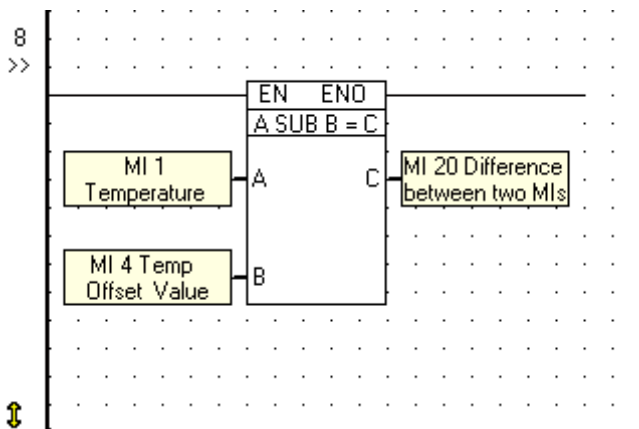 8
>>
EN ENO
A SUB B = C
MI 1
Temperature
A
C
MI 20 Difference
between two MIs
MI 4 Temp
Offset Value
B